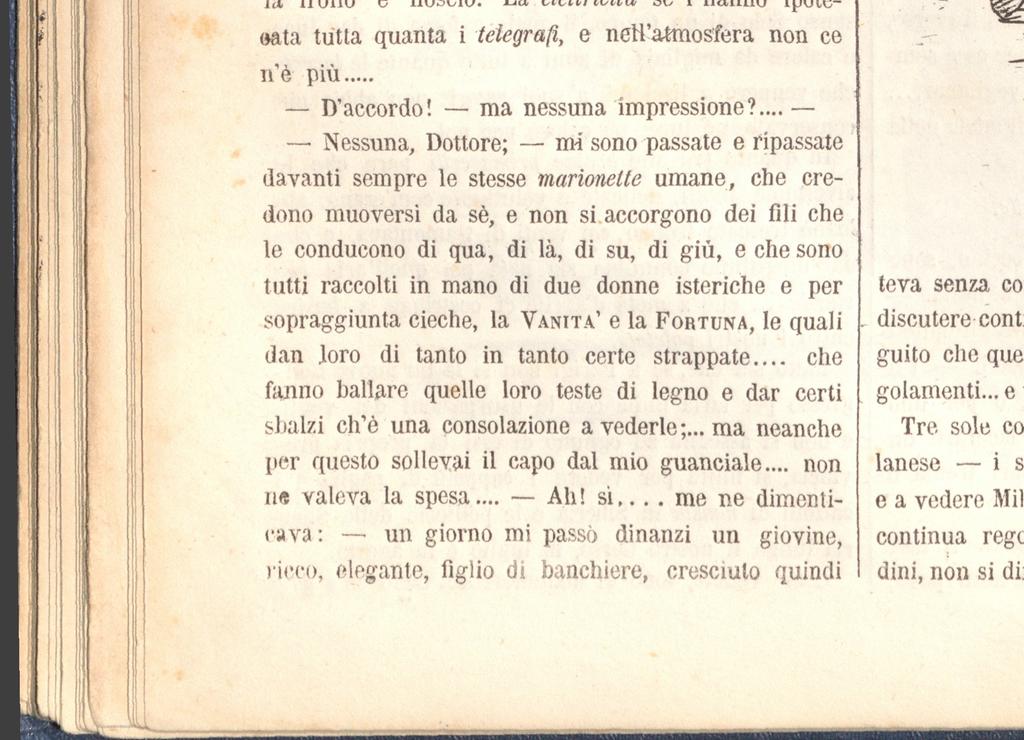 e La elettricità se l'hanno ipote-
cata tutta quanta i telegrafi, e nell'atmosfera non ce
n'è più.....
— D'accordo! — ma nessuna impressione?.... —
— Nessuna, Dottore; — mi sono passate e ripassate
davanti sempre le stesse marionette umane, che cre-
dono muoversi da sè, e non si accorgono dei fili che
le conducono di qua, di là, di su, di giù, e che sono
tutti raccolti in mano di due donne isteriche e per
sopraggiunta cieche, la VANITA' e la FORTUNA, le quali
dan loro di tanto in tanto certe strappate.... che
fanno ballare quelle loro teste di legno e dar certi
sbalzi ch'è una consolazione a vederle;... ma neanche
per questo sollevai il capo dal mio guanciale.... non
ne valeva la spesa.... — Ah! sì,.... me ne dimenti-
cava: — un giorno mi passò dinanzi un giovine,
ricco, elegante, figlio di banchiere, cresciuto quindi
teva senza co
discutere cont
guito che que
golamenti... e
Tre sole co
lanese — i s
e a vedere Mil
continua rego
dini, non si di